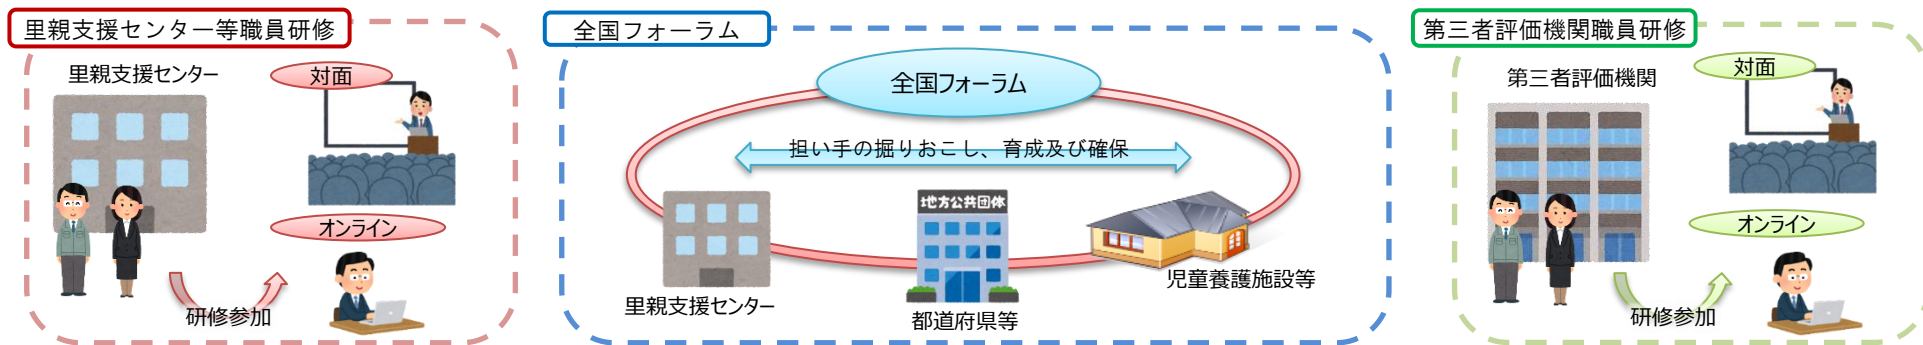 里親支援センター等職員研修
里親支援センター
対面
オンライン
研修参加
全国フォーラム
全国フォーラム
担い手の掘りおこし、育成及び確保
里親支援センター
地方公共団体
都道府県等
児童養護施設等
第三者評価機関職員研修
第三者評価機関
対面
オンライン
研修参加